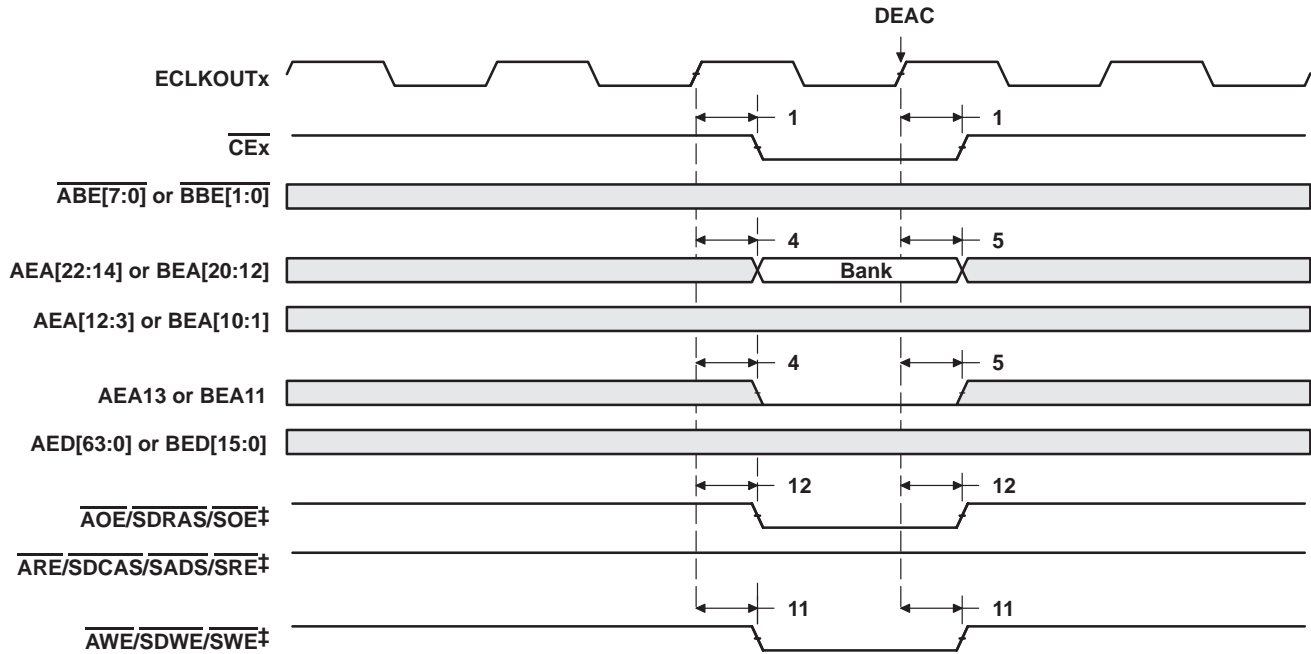 DEAC
ECLKOUTx
1 1
CEx
ABE[7:0] or BBE[1:0]
4 5
AEA[22:14] or BEA[20:12] Bank
AEA[12:3] or BEA[10:1]
4 5
AEA13 or BEA11
AED[63:0] or BED[15:0]
12 12
AOE/SDRAS/SOE‡
ARE/SDCAS/SADS/SRE‡
11 11
AWE/SDWE/SWE‡